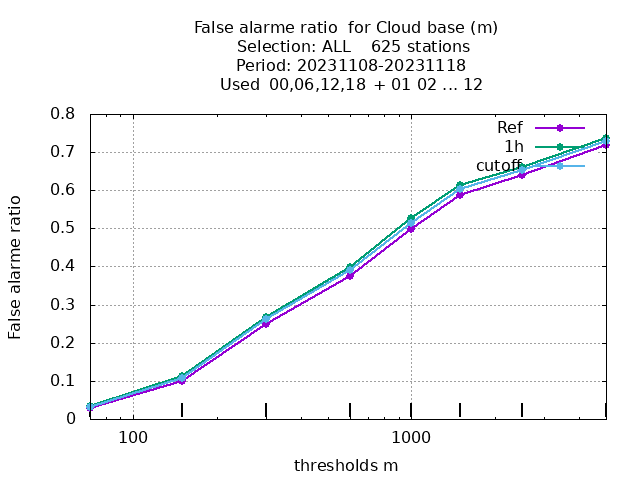 False alarme ratio  for Cloud base (m)
Selection: ALL    625 stations
Period: 20231108-20231118
Used 00,06,12,18 + 01 02 ... 12
0.8
0.7
0.6
0.5
0.4
0.3
0.2
0.1
0
False alarme ratio
Ref
1h
cutoff
100
1000
thresholds m